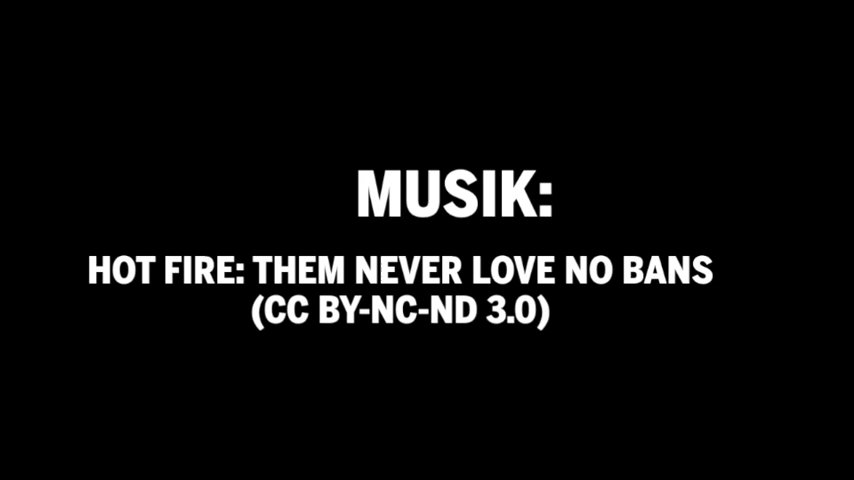 MUSIK:
HOT FIRE: THEM NEVER LOVE NO BANS
(CC BY-NC-ND 3.0)